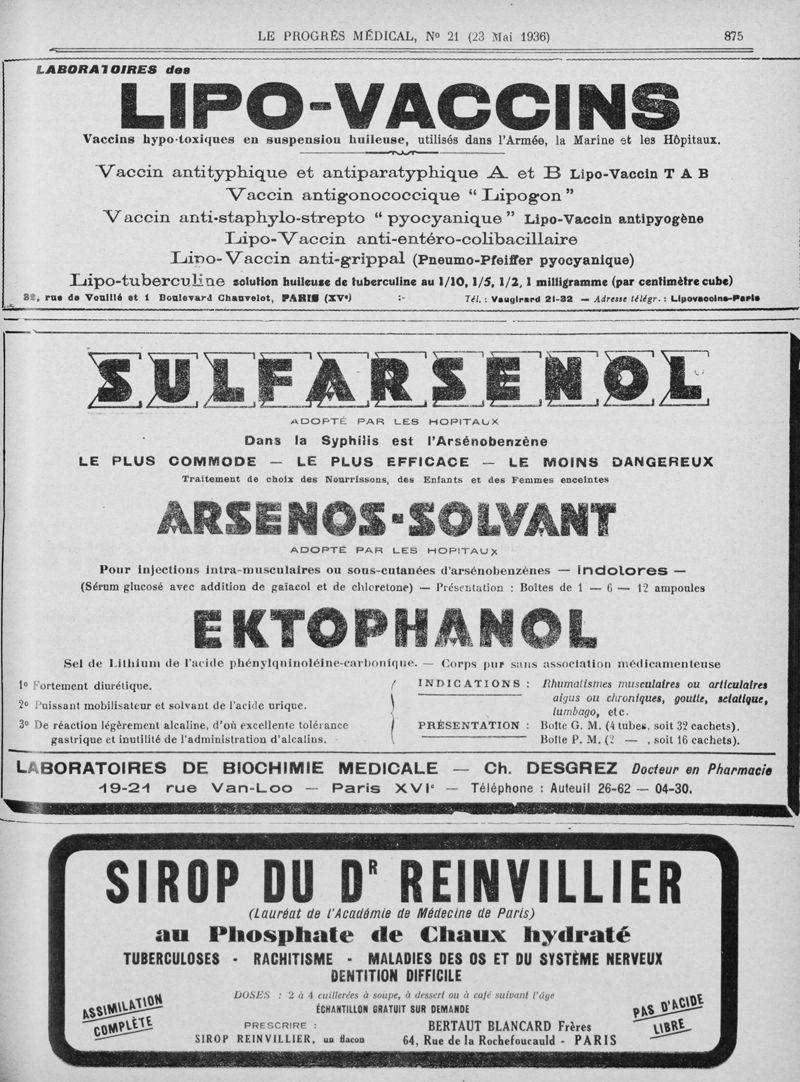 LE PROGRÈS MÉDICAL, Nº 21 (23 Mai 1936) 875
LABORATOIRES des
LIPO-VACCINS
Vaccins hypo-toxiques en suspension huileuse, utilisés dans l'Armée, la Marine et les Hôpitaux.
Vaccin antityphique et antiparatyphique A et B Lipo-Vaccin T A B
Vaccin antigonococcique “ Lipogon ”
Vaccin anti-staphylo-strepto “ pyocyanique ” Lipo-Vaccin antipyogène
Lipo-Vaccin anti-entéro-colibacillaire
Lipo-Vaccin anti-grippal (Pneumo-Pfeiffer pyocyanique)
Lipo-tuberculine solution huileuse de tuberculine au 1/10, 1/5, 1/2, 1 milligramme (par centimètre cube)
32, rue de Vouillé et 1 Boulevard Chauvelot, PARIS (XVe) :- Tél. : Vaugirard 21-32 — Adresse télégr. : Lipovaccins-Paris
SULFARSENOL
ADOPTÉ PAR LES HOPITAUX
Dans la Syphilis est l'Arsénobenzène
LE PLUS COMMODE — LE PLUS EFFICACE — LE MOINS DANGEREUX
Traitement de choix des Nourrissons, des Enfants et des Femmes enceintes
ARSENOS-SOLVANT
ADOPTÉ PAR LES HOPITAUX
Pour injections intra-musculaires ou sous-cutanées d'arsénobenzènes — indolores —
(Sérum glucosé avec addition de gaïacol et de chloretone) — Présentation : Boîtes de 1 — 6 — 12 ampoules
EKTOPHANOL
Sel de Lithium de l'acide phénylquinoléine-carbonique. — Corps pur sans association médicamenteuse
1º Fortement diurétique.
2º Puissant mobilisateur et solvant de l'acide urique.
3º De réaction légèrement alcaline, d'où excellente tolérance
gastrique et inutilité de l'administration d'alcalins.
INDICATIONS : Rhumatismes musculaires ou articulaires
aigus ou chroniques, goutte, sciatique,
lumbago, etc.
PRÉSENTATION : Boîte G. M. (4 tubes, soit 32 cachets).
Boîte P. M. (2 — , soit 16 cachets).
LABORATOIRES DE BIOCHIMIE MEDICALE — Ch. DESGREZ Docteur en Pharmacie
19-21 rue Van-Loo — Paris XVIe — Téléphone : Auteuil 26-62 — 04-30.
SIROP DU DR REINVILLIER
(Lauréat de l'Académie de Médecine de Paris)
au Phosphate de Chaux hydraté
TUBERCULOSES - RACHITISME - MALADIES DES OS ET DU SYSTÈME NERVEUX
DENTITION DIFFICILE
DOSES : 2 à 4 cuillerées à soupe, à dessert ou à café suivant l'âge
ÉCHANTILLON GRATUIT SUR DEMANDE
ASSIMILATION
COMPLÈTE
PRESCRIRE :
SIROP REINVILLIER, un flacon
BERTAUT BLANCARD Frères
64, Rue de la Rochefoucauld - PARIS
PAS D'ACIDE
LIBRE